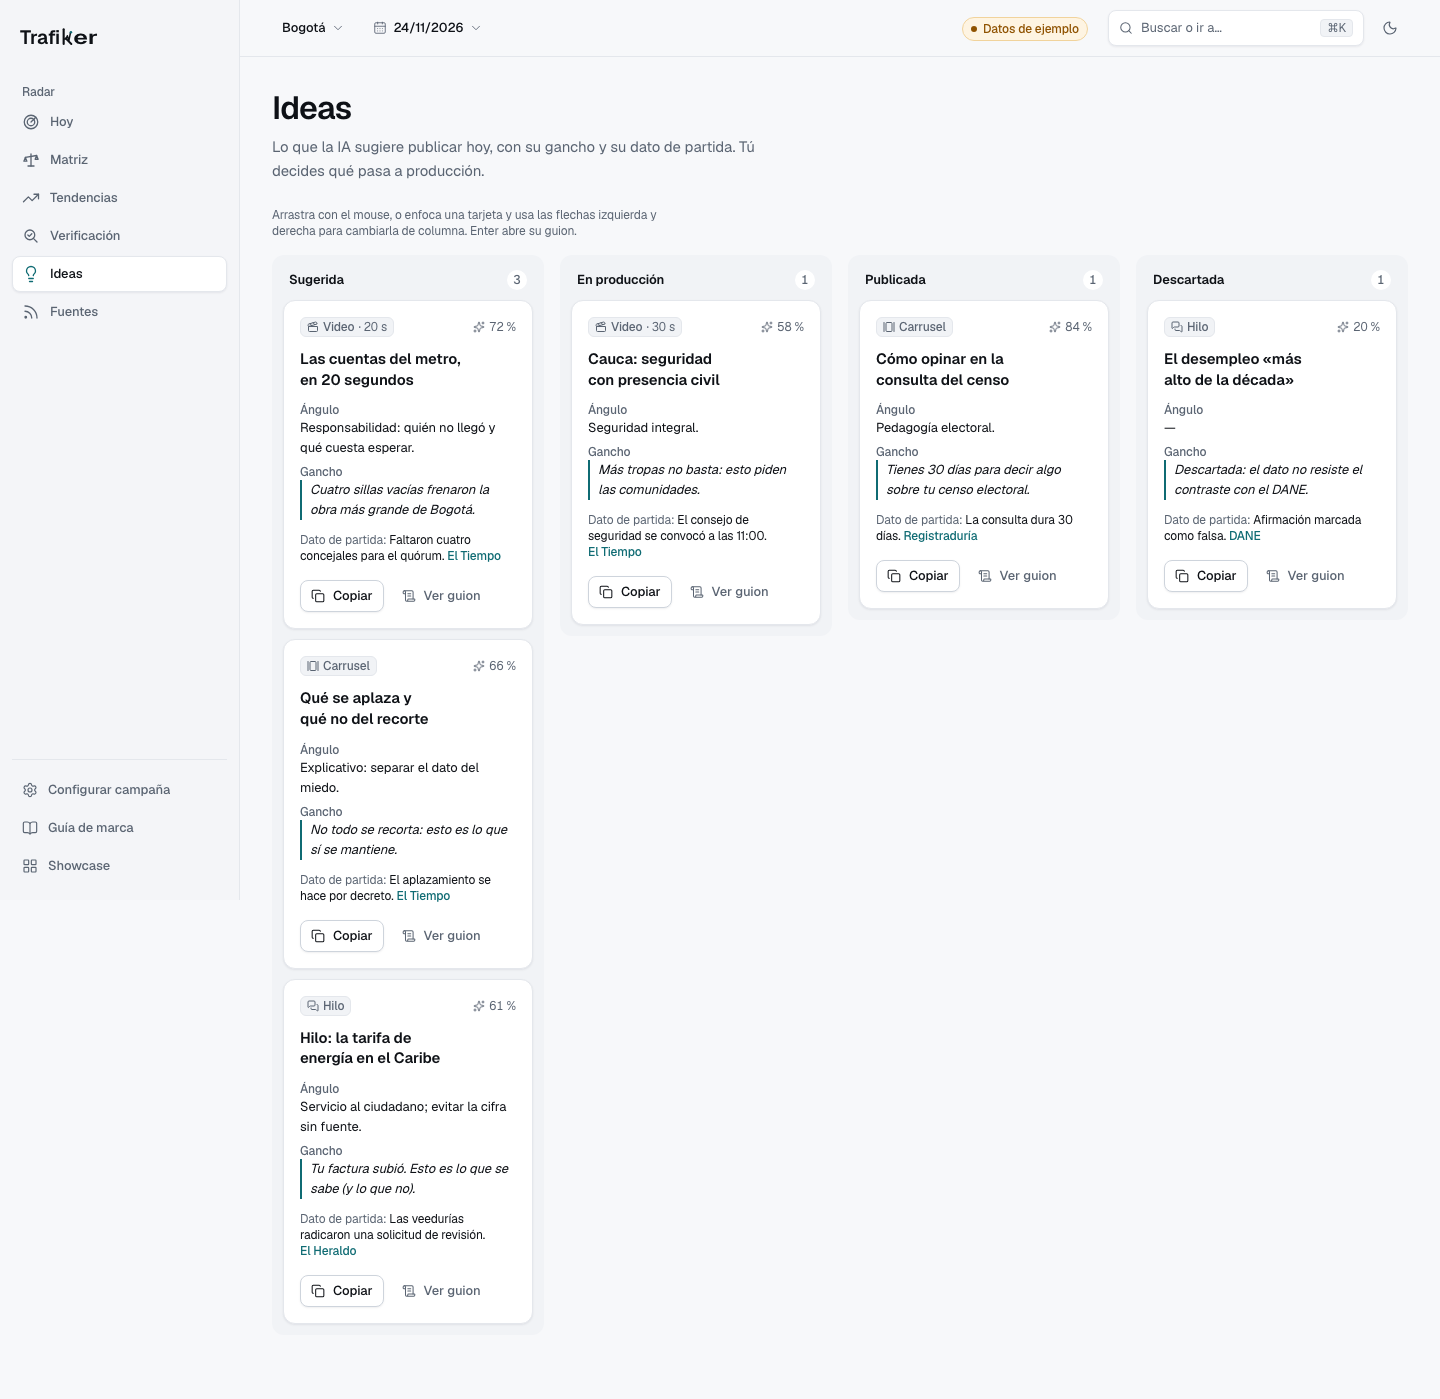 Trafiker
Radar
Hoy
Matriz
Tendencias
Verificación
Ideas
Fuentes
Configurar campaña
Guía de marca
Showcase
Bogotá
24/11/2026
Datos de ejemplo
Buscar o ir a…
⌘K
Ideas
Lo que la IA sugiere publicar hoy, con su gancho y su dato de partida. Tú
decides qué pasa a producción.
Arrastra con el mouse, o enfoca una tarjeta y usa las flechas izquierda y
derecha para cambiarla de columna. Enter abre su guion.
Sugerida 3
Video · 20 s 72 %
Las cuentas del metro,
en 20 segundos
Ángulo
Responsabilidad: quién no llegó y
qué cuesta esperar.
Gancho
Cuatro sillas vacías frenaron la
obra más grande de Bogotá.
Dato de partida: Faltaron cuatro
concejales para el quórum. El Tiempo
Copiar Ver guion
Carrusel 66 %
Qué se aplaza y
qué no del recorte
Ángulo
Explicativo: separar el dato del
miedo.
Gancho
No todo se recorta: esto es lo que
sí se mantiene.
Dato de partida: El aplazamiento se
hace por decreto. El Tiempo
Copiar Ver guion
Hilo 61 %
Hilo: la tarifa de
energía en el Caribe
Ángulo
Servicio al ciudadano; evitar la cifra
sin fuente.
Gancho
Tu factura subió. Esto es lo que se
sabe (y lo que no).
Dato de partida: Las veedurías
radicaron una solicitud de revisión.
El Heraldo
Copiar Ver guion
En producción 1
Video · 30 s 58 %
Cauca: seguridad
con presencia civil
Ángulo
Seguridad integral.
Gancho
Más tropas no basta: esto piden
las comunidades.
Dato de partida: El consejo de
seguridad se convocó a las 11:00.
El Tiempo
Copiar Ver guion
Publicada 1
Carrusel 84 %
Cómo opinar en la
consulta del censo
Ángulo
Pedagogía electoral.
Gancho
Tienes 30 días para decir algo
sobre tu censo electoral.
Dato de partida: La consulta dura 30
días. Registraduría
Copiar Ver guion
Descartada 1
Hilo 20 %
El desempleo «más
alto de la década»
Ángulo
—
Gancho
Descartada: el dato no resiste el
contraste con el DANE.
Dato de partida: Afirmación marcada
como falsa. DANE
Copiar Ver guion